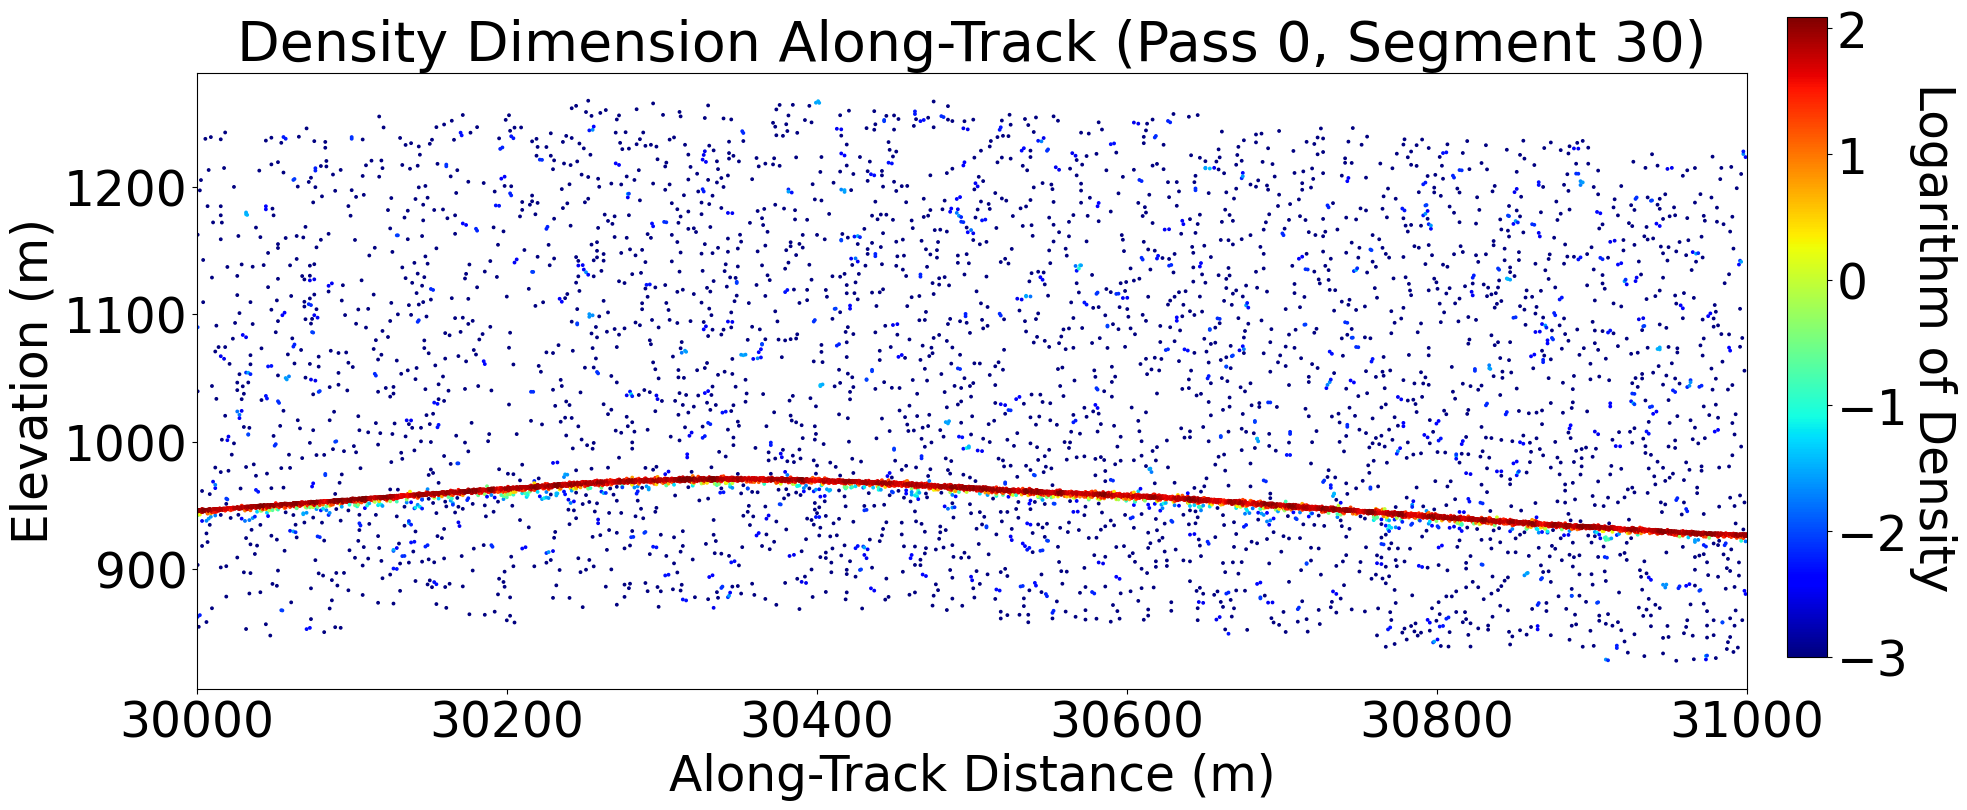 Density Dimension Along-Track (Pass 0, Segment 30)
Elevation (m)
1200
1100
1000
900
30000 30200 30400 30600 30800 31000
Along-Track Distance (m)
2
1
0
−1
−2
−3
Logarithm of Density